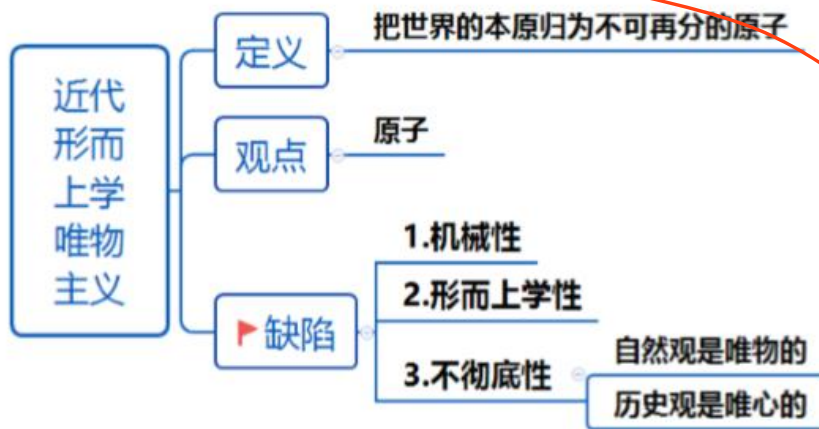 近代
形而
上学
唯物
主义
定义
把世界的本原归为不可再分的原子
观点
原子
缺陷
1.机械性
2.形而上学性
3.不彻底性
自然观是唯物的
历史观是唯心的